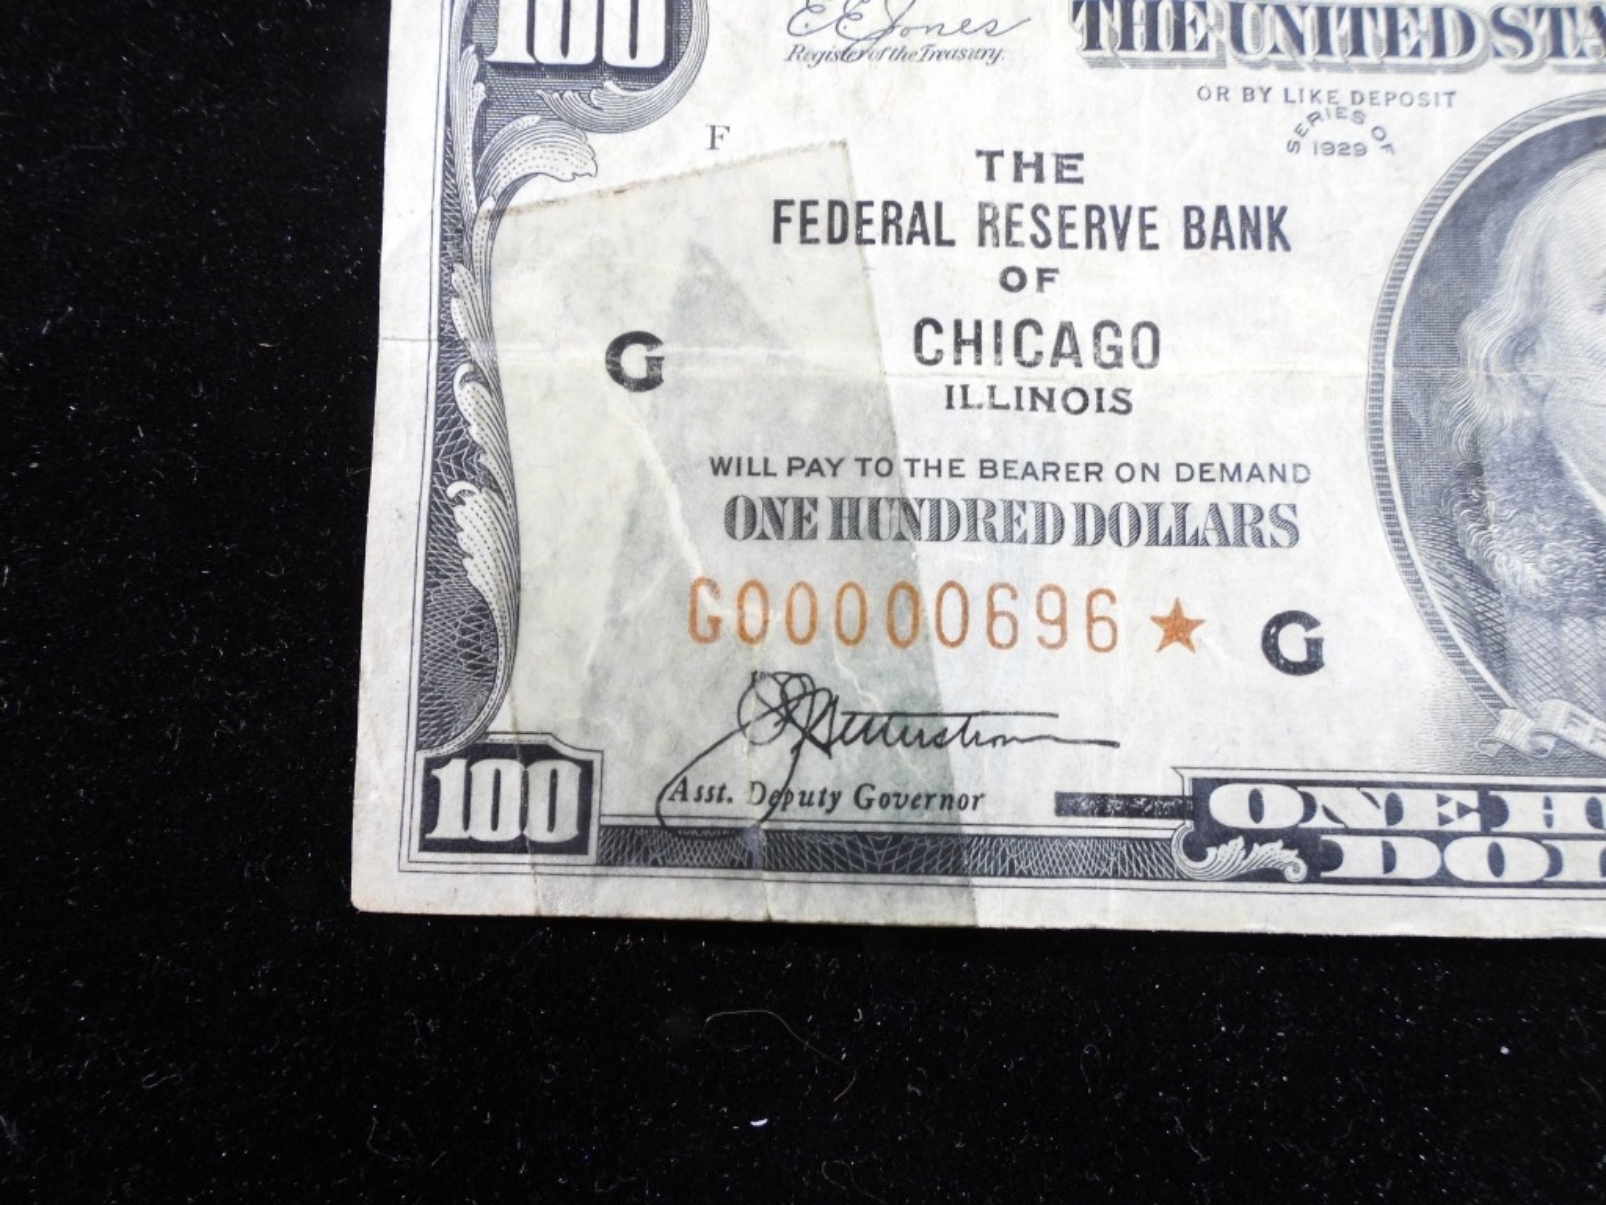 100
E E Jones
Register of the Treasury.
THE UNITED STA
OR BY LIKE DEPOSIT
SERIES OF
1929
F
THE
FEDERAL RESERVE BANK
OF
CHICAGO
ILLINOIS
G
WILL PAY TO THE BEARER ON DEMAND
ONE HUNDRED DOLLARS
G00000696★
G
Asst. Deputy Governor
100
ONE H
DOL